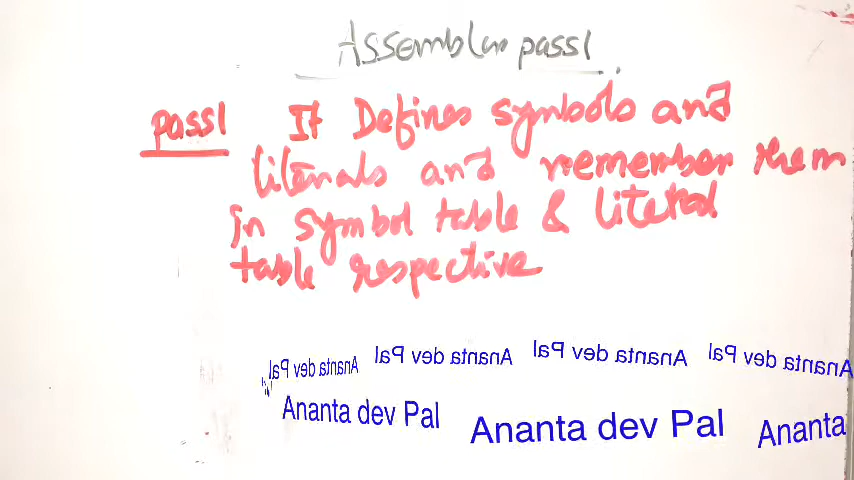 Assembler pass1
pass1 It Defines symbols and
literals and remember them
in symbol table & literal
table respective.
Ananta dev Pal Ananta dev Pal Ananta dev Pal Ananta dev Pal
Ananta dev Pal Ananta dev Pal Ananta